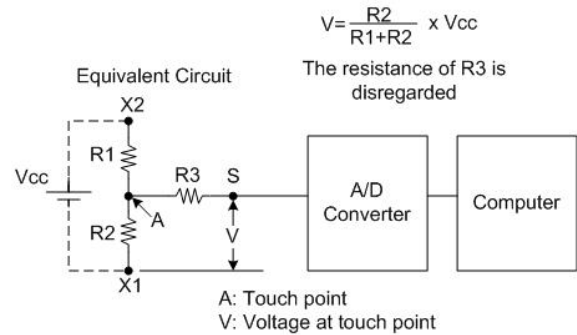 V= R2 / R1+R2 x Vcc
The resistance of R3 is
disregarded
Equivalent Circuit
X2
R1
R3
S
Vcc
A
R2
V
X1
A/D
Converter
Computer
A: Touch point
V: Voltage at touch point